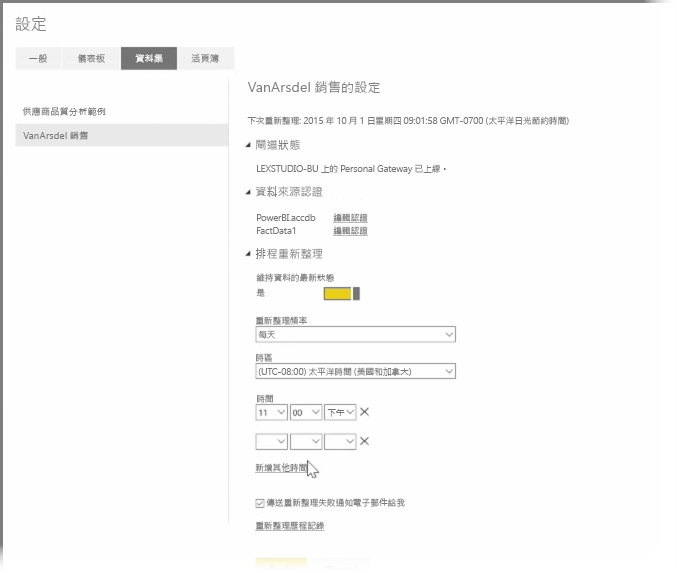 設定
一般 儀表板 資料集 活頁簿
供應商品質分析範例
VanArsdel 銷售
VanArsdel 銷售的設定
下次重新整理: 2015 年 10 月 1 日星期四 09:01:58 GMT-0700 (太平洋日光節約時間)
閘道狀態
LEXSTUDIO-BU 上的 Personal Gateway 已上線。
資料來源認證
PowerBI.accdb 編輯認證
FactData1 編輯認證
排程重新整理
維持資料的最新狀態
是
重新整理頻率
每天
時區
(UTC-08:00) 太平洋時間 (美國和加拿大)
時間
11 00 下午
新增其他時間
傳送重新整理失敗通知電子郵件給我
重新整理歷程記錄